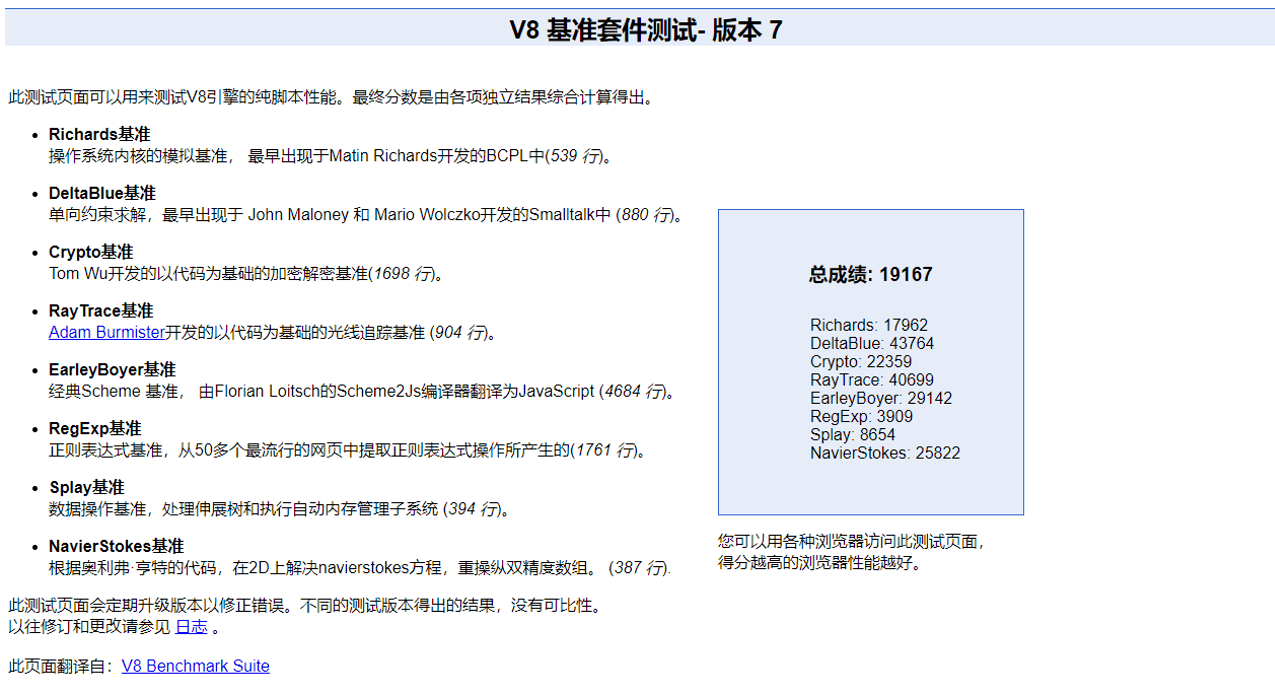 V8 基准套件测试- 版本 7
此测试页面可以用来测试V8引擎的纯脚本性能。最终分数是由各项独立结果综合计算得出。
Richards基准
操作系统内核的模拟基准， 最早出现于Matin Richards开发的BCPL中(539 行)。
DeltaBlue基准
单向约束求解，最早出现于 John Maloney 和 Mario Wolczko开发的Smalltalk中 (880 行)。
Crypto基准
Tom Wu开发的以代码为基础的加密解密基准(1698 行)。
RayTrace基准
Adam Burmister开发的以代码为基础的光线追踪基准 (904 行)。
EarleyBoyer基准
经典Scheme 基准， 由Florian Loitsch的Scheme2Js编译器翻译为JavaScript (4684 行)。
RegExp基准
正则表达式基准，从50多个最流行的网页中提取正则表达式操作所产生的(1761 行)。
Splay基准
数据操作基准，处理伸展树和执行自动内存管理子系统 (394 行)。
NavierStokes基准
根据奥利弗·亨特的代码，在2D上解决navierstokes方程，重操纵双精度数组。 (387 行).
总成绩: 19167
Richards: 17962
DeltaBlue: 43764
Crypto: 22359
RayTrace: 40699
EarleyBoyer: 29142
RegExp: 3909
Splay: 8654
NavierStokes: 25822
您可以用各种浏览器访问此测试页面，
得分越高的浏览器性能越好。
此测试页面会定期升级版本以修正错误。不同的测试版本得出的结果，没有可比性。
以往修订和更改请参见 日志 。
此页面翻译自：V8 Benchmark Suite